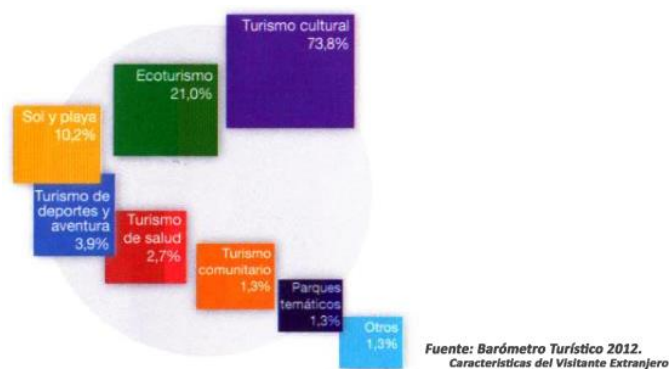 Turismo cultural
73,8%
Ecoturismo
21,0%
Sol y playa
10,2%
Turismo de
deportes y
aventura
3,9%
Turismo
de salud
2,7%
Turismo
comunitario
1,3%
Parques
temáticos
1,3%
Otros
1,3%
Fuente: Barómetro Turístico 2012.
Caracteristicas del Visitante Extranjero